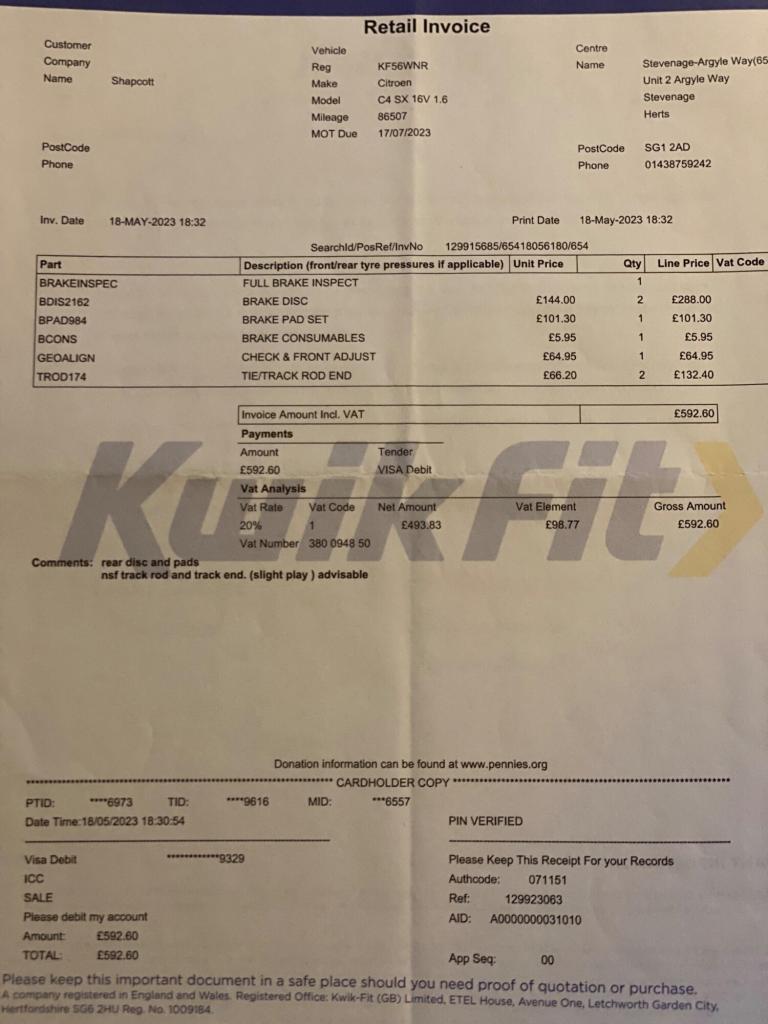 Retail Invoice
Customer
Company
Name Shapcott
PostCode
Phone
Vehicle
Reg KF56WNR
Make Citroen
Model C4 SX 16V 1.6
Mileage 86507
MOT Due 17/07/2023
Centre
Name Stevenage-Argyle Way(65
Unit 2 Argyle Way
Stevenage
Herts
PostCode SG1 2AD
Phone 01438759242
Inv. Date 18-MAY-2023 18:32 Print Date 18-May-2023 18:32
SearchId/PosRef/InvNo 129915685/65418056180/654
Part Description (front/rear tyre pressures if applicable) Unit Price Qty Line Price Vat Code
BRAKEINSPEC FULL BRAKE INSPECT 1
BDIS2162 BRAKE DISC £144.00 2 £288.00
BPAD984 BRAKE PAD SET £101.30 1 £101.30
BCONS BRAKE CONSUMABLES £5.95 1 £5.95
GEOALIGN CHECK & FRONT ADJUST £64.95 1 £64.95
TROD174 TIE/TRACK ROD END £66.20 2 £132.40
Invoice Amount Incl. VAT £592.60
Payments
Amount Tender
£592.60 VISA Debit
Vat Analysis
Vat Rate Vat Code Net Amount Vat Element Gross Amount
20% 1 £493.83 £98.77 £592.60
Vat Number 380 0948 50
KwikFit
Comments: rear disc and pads
nsf track rod and track end. (slight play ) advisable
Donation information can be found at www.pennies.org
******************************** CARDHOLDER COPY ********************************
PTID: ****6973 TID: ****9616 MID: ***6557
Date Time:18/05/2023 18:30:54 PIN VERIFIED
Visa Debit ************9329
ICC
SALE
Please debit my account
Amount: £592.60
TOTAL: £592.60
Please Keep This Receipt For your Records
Authcode: 071151
Ref: 129923063
AID: A0000000031010
App Seq: 00
Please keep this important document in a safe place should you need proof of quotation or purchase.
A company registered in England and Wales. Registered Office: Kwik-Fit (GB) Limited, ETEL House, Avenue One, Letchworth Garden City,
Hertfordshire SG6 2HU Reg. No. 1009184.